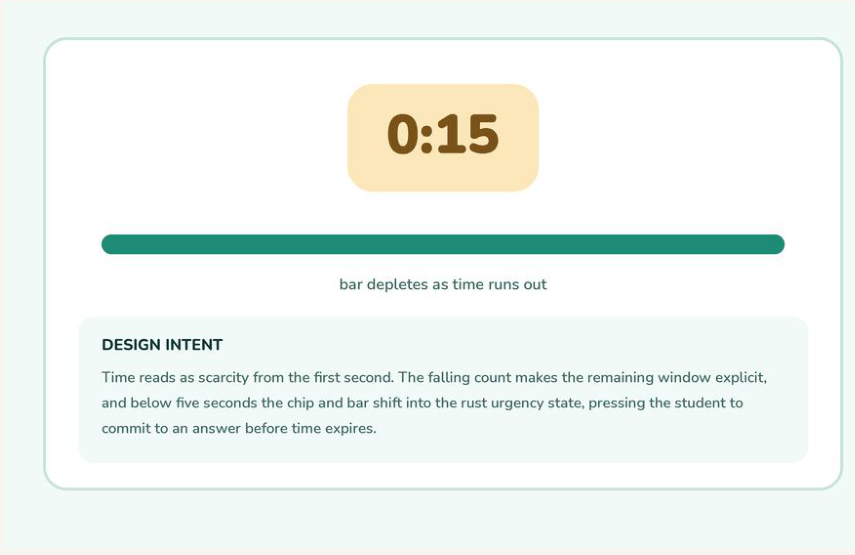 0:15
bar depletes as time runs out
DESIGN INTENT
Time reads as scarcity from the first second. The falling count makes the remaining window explicit,
and below five seconds the chip and bar shift into the rust urgency state, pressing the student to
commit to an answer before time expires.